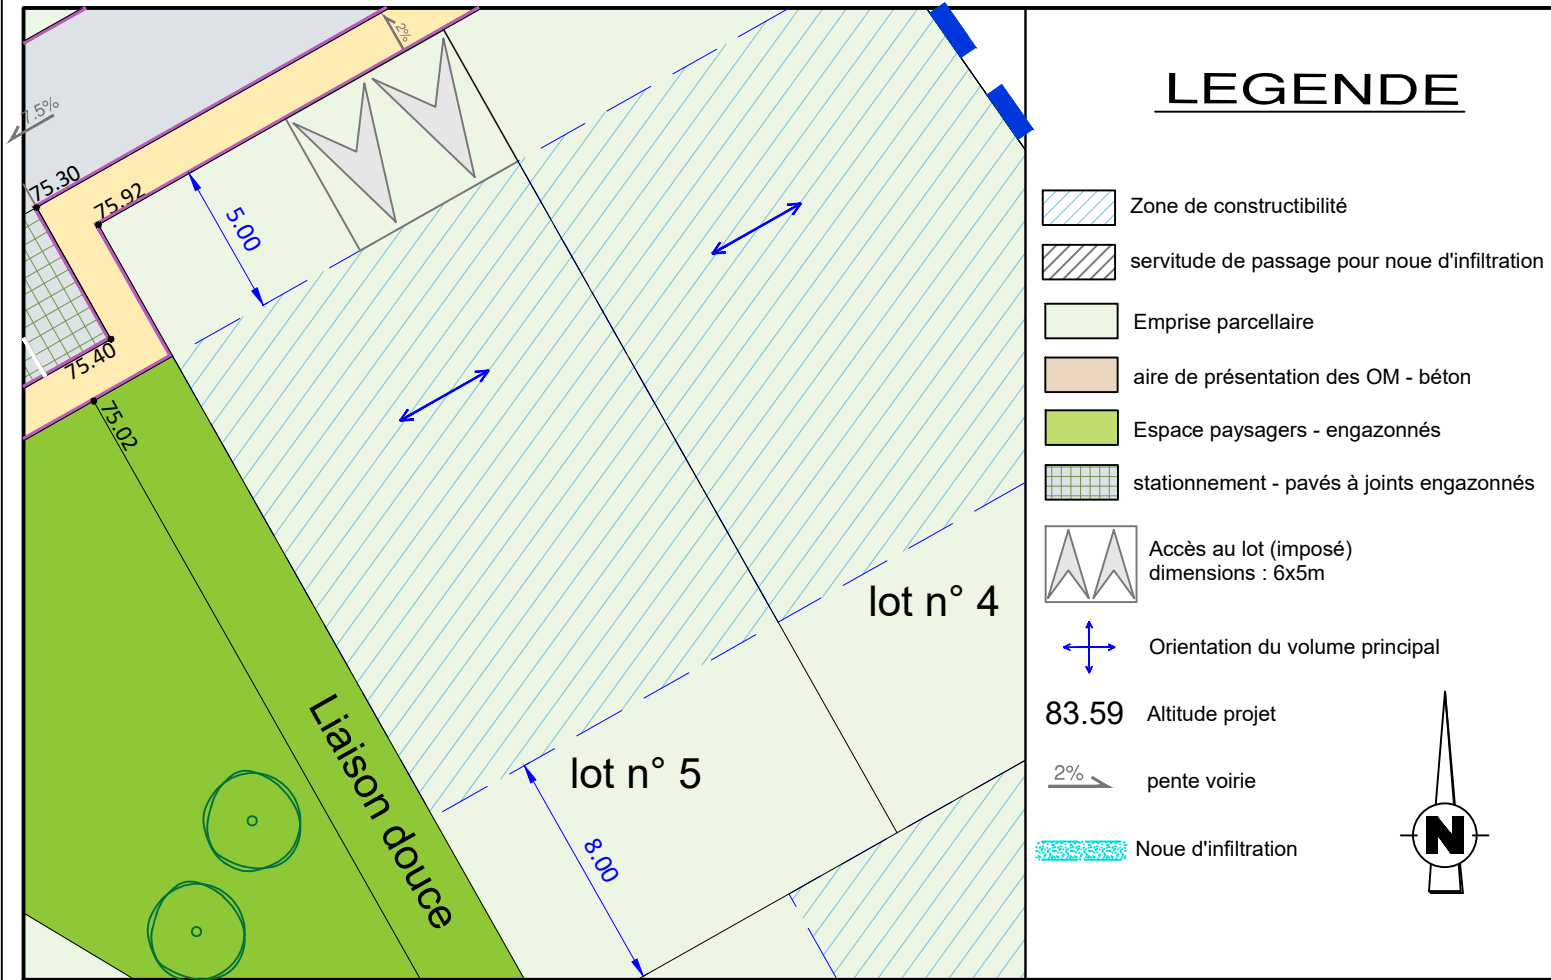 2%
7.5%
75.30
75.92
5.00
75.40
75.02
lot n° 4
lot n° 5
Liaison douce
8.00
LEGENDE
Zone de constructibilité
servitude de passage pour noue d'infiltration
Emprise parcellaire
aire de présentation des OM - béton
Espace paysagers - engazonnés
stationnement - pavés à joints engazonnés
Accès au lot (imposé)
dimensions : 6x5m
Orientation du volume principal
83.59 Altitude projet
2% pente voirie
Noue d'infiltration
N